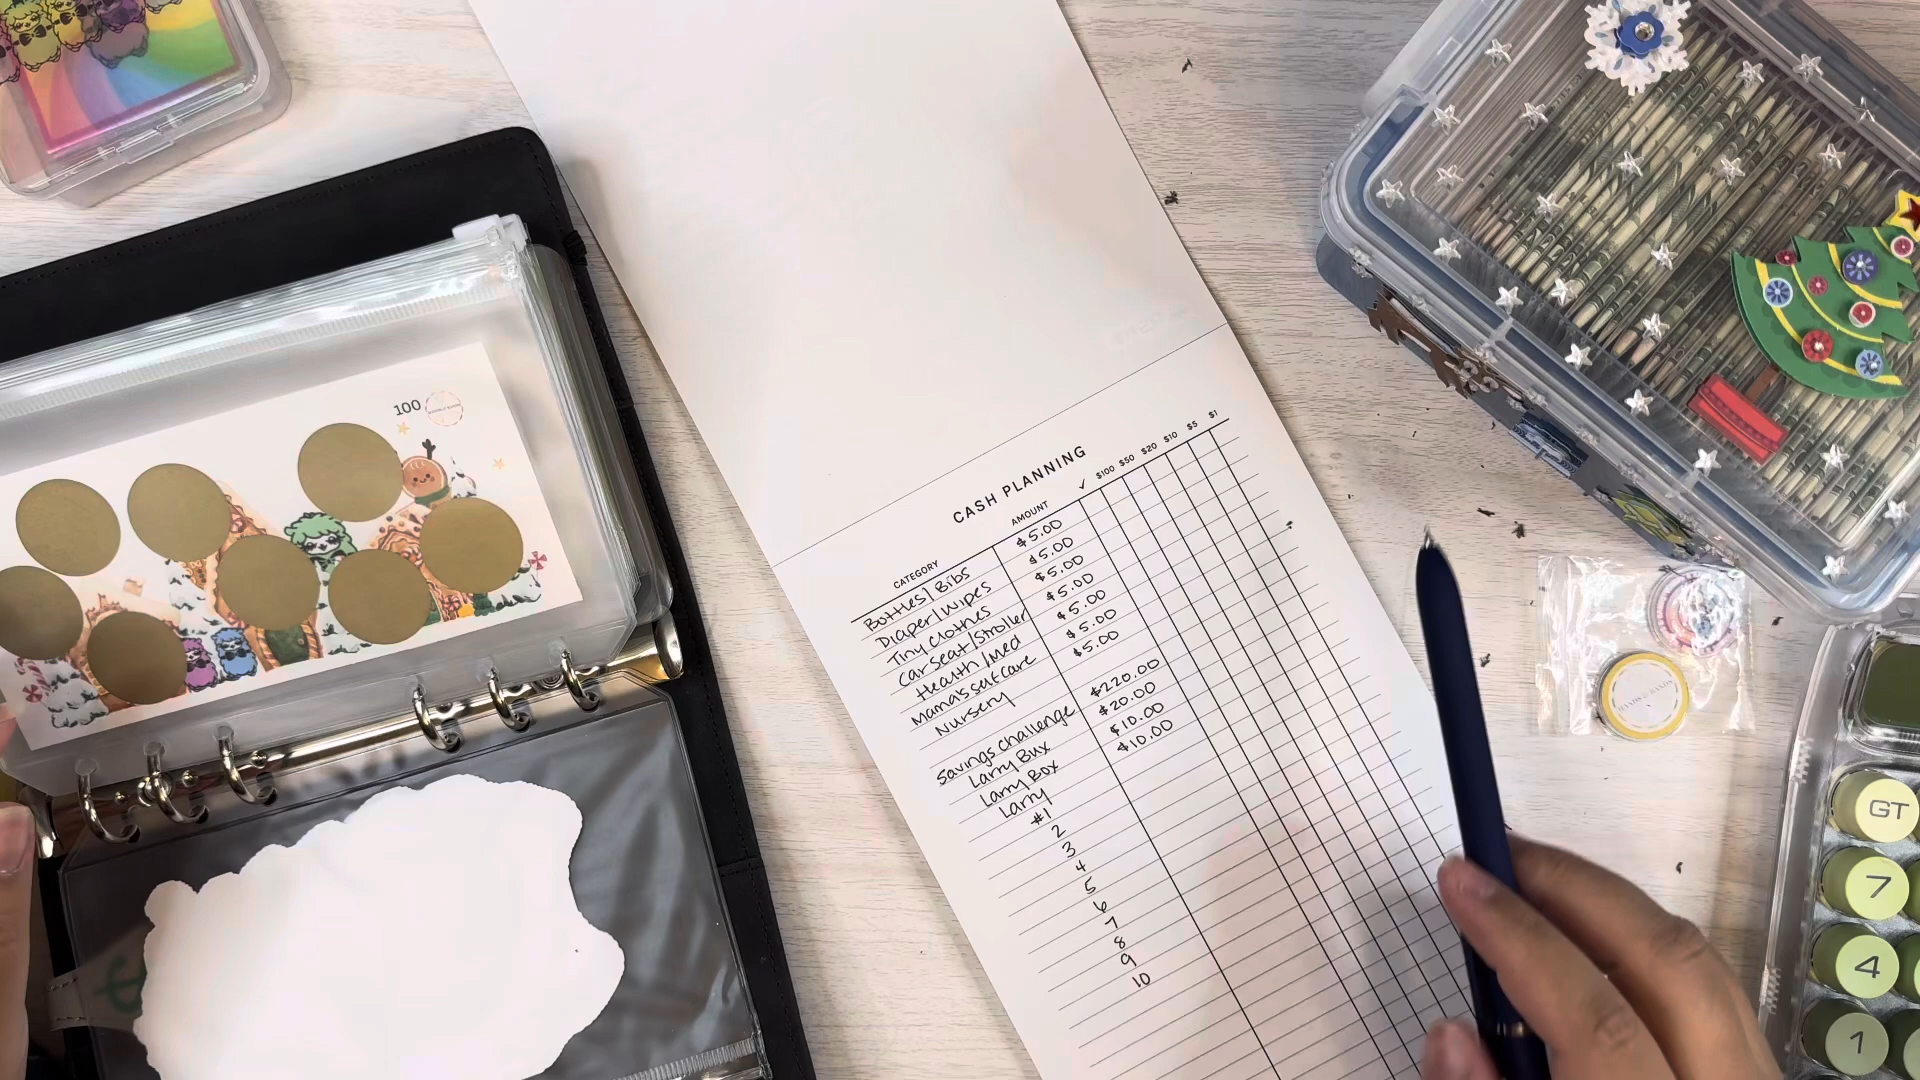 100
CASH PLANNING
CATEGORY AMOUNT ✓ $100 $50 $20 $10 $5 $1
Bottles/Bibs $5.00
Diaper/Wipes $5.00
Tiny Clothes $5.00
Car Seat/Stroller $5.00
Health/Med $5.00
Mama's self care $5.00
Nursery $5.00
Savings Challenge $220.00
Larry Bux $20.00
Larry Box $10.00
Larry $10.00
#1
2
3
4
5
6
7
8
9
10
GT
7
4
1